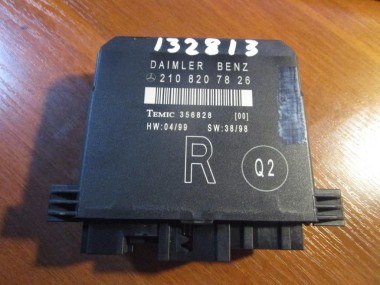 132813
DAIMLER BENZ
210 820 78 26
TEMIC 356828 [00]
HW:04/99 SW:38/98
R
Q2